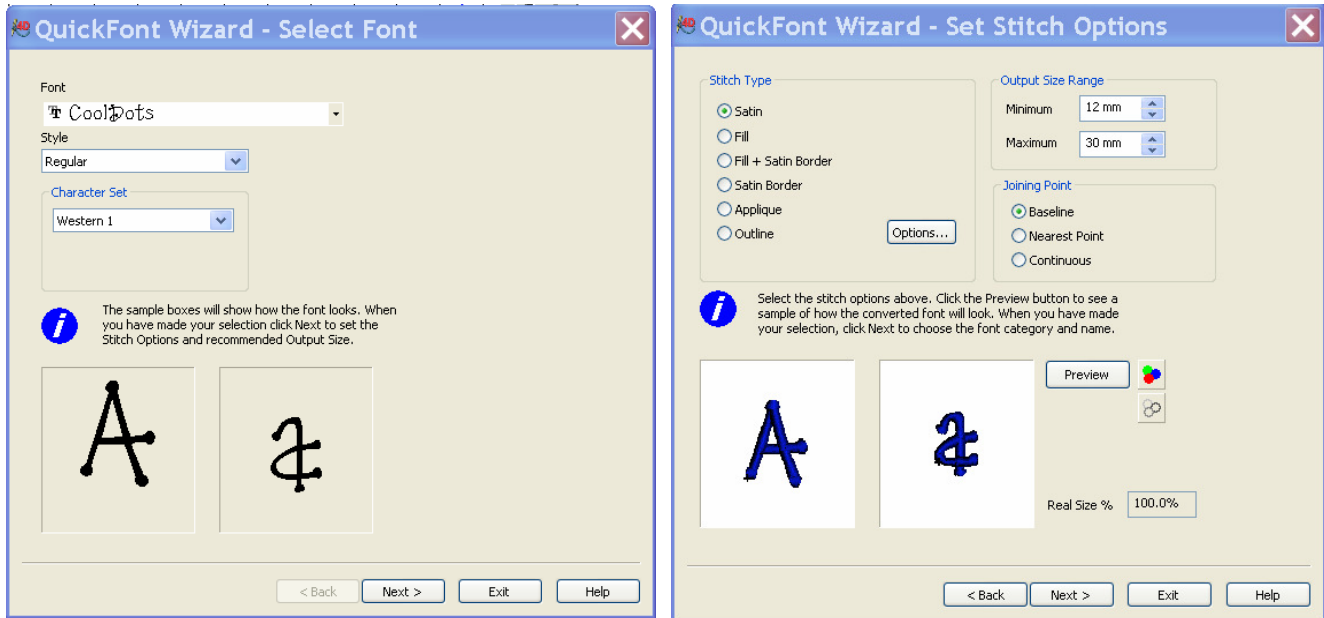 QuickFont Wizard - Select Font
Font
CoolDots
Style
Regular
Character Set
Western 1
The sample boxes will show how the font looks. When
you have made your selection click Next to set the
Stitch Options and recommended Output Size.
A
a
< Back
Next >
Exit
Help
QuickFont Wizard - Set Stitch Options
Stitch Type
Satin
Fill
Fill + Satin Border
Satin Border
Applique
Outline
Options...
Output Size Range
Minimum 12 mm
Maximum 30 mm
Joining Point
Baseline
Nearest Point
Continuous
Select the stitch options above. Click the Preview button to see a
sample of how the converted font will look. When you have made
your selection, click Next to choose the font category and name.
A
a
Preview
Real Size % 100.0%
< Back
Next >
Exit
Help